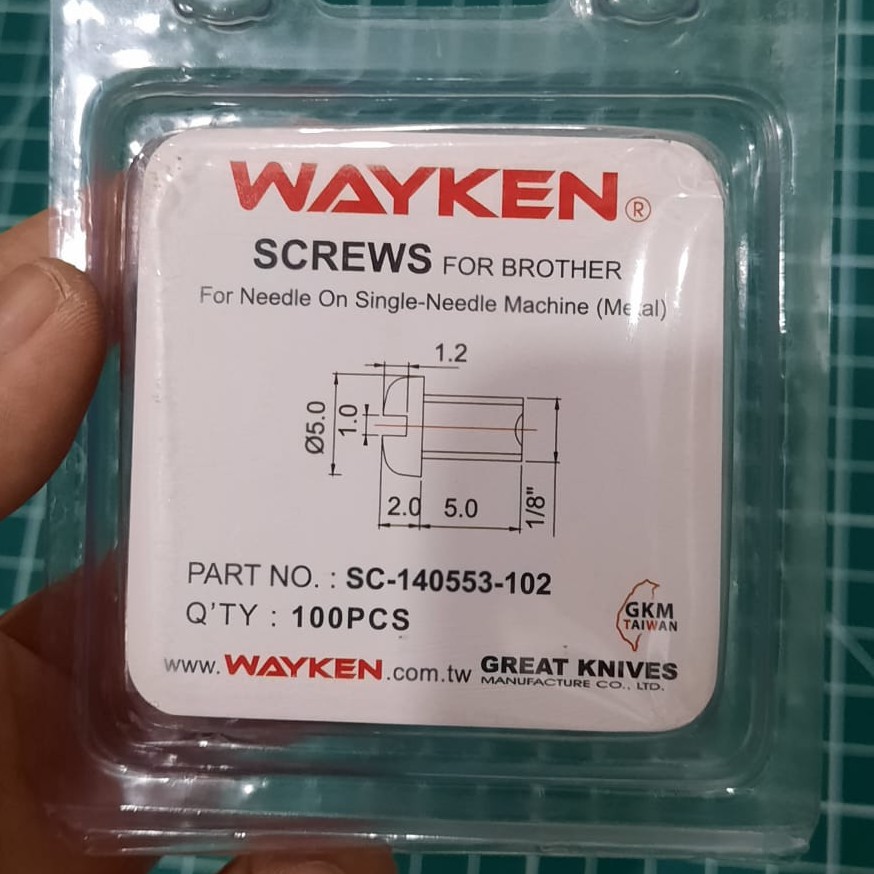 WAYKEN®
SCREWS FOR BROTHER
For Needle On Single-Needle Machine (Metal)
1.2
Ø5.0
1.0
2.0
5.0
1/8"
PART NO. : SC-140553-102
Q'TY : 100PCS
GKM
TAIWAN
www.WAYKEN.com.tw
GREAT KNIVES
MANUFACTURE CO., LTD.